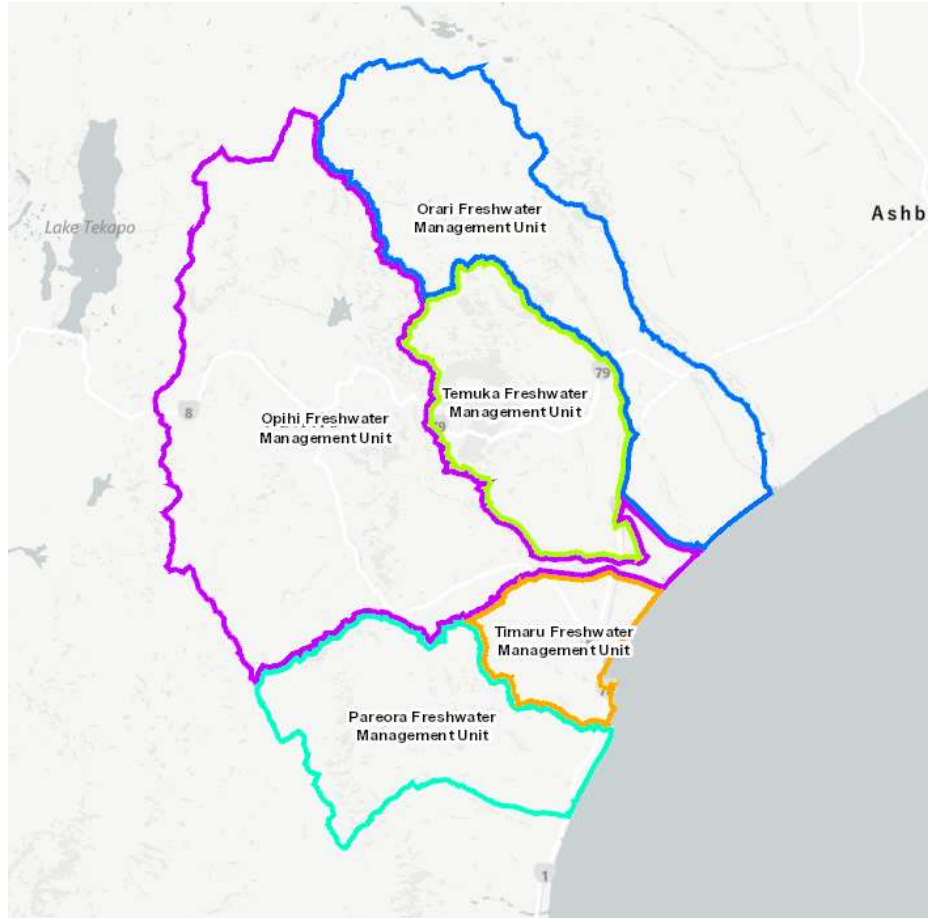 Orari Freshwater
Management Unit
Ashb
Lake Tekapo
79
Temuka Freshwater
Management Unit
8
Opihi Freshwater
Management Unit
Timaru Freshwater
Management Unit
Pareora Freshwater
Management Unit
1